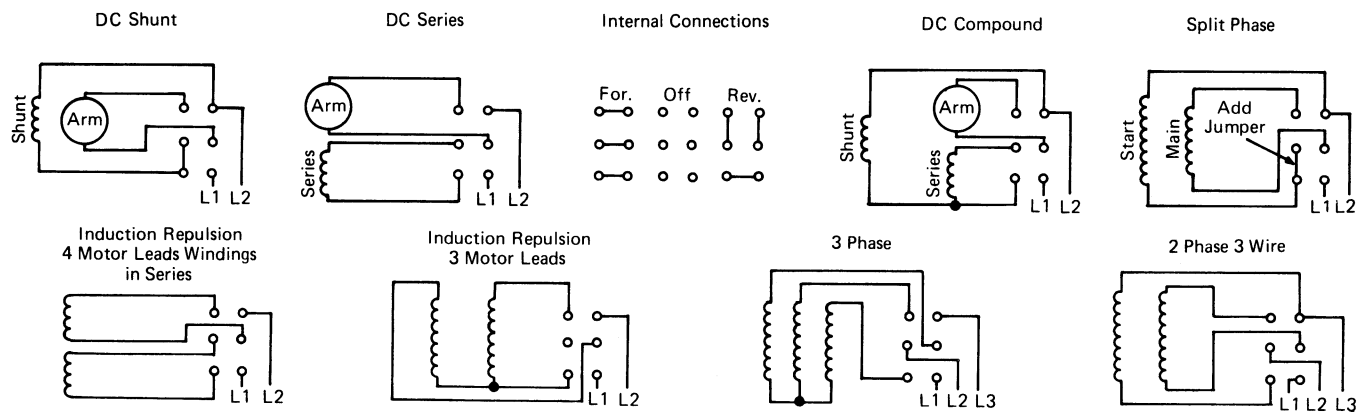 DC Shunt
DC Series
Internal Connections
DC Compound
Split Phase
Shunt
Arm
L1 L2
Arm
Series
L1 L2
For. Off Rev.
Shunt
Arm
Series
L1 L2
Start
Main
Add
Jumper
L1 L2
Induction Repulsion
4 Motor Leads Windings
in Series
L1 L2
Induction Repulsion
3 Motor Leads
L1 L2
3 Phase
L1 L2 L3
2 Phase 3 Wire
L1 L2 L3